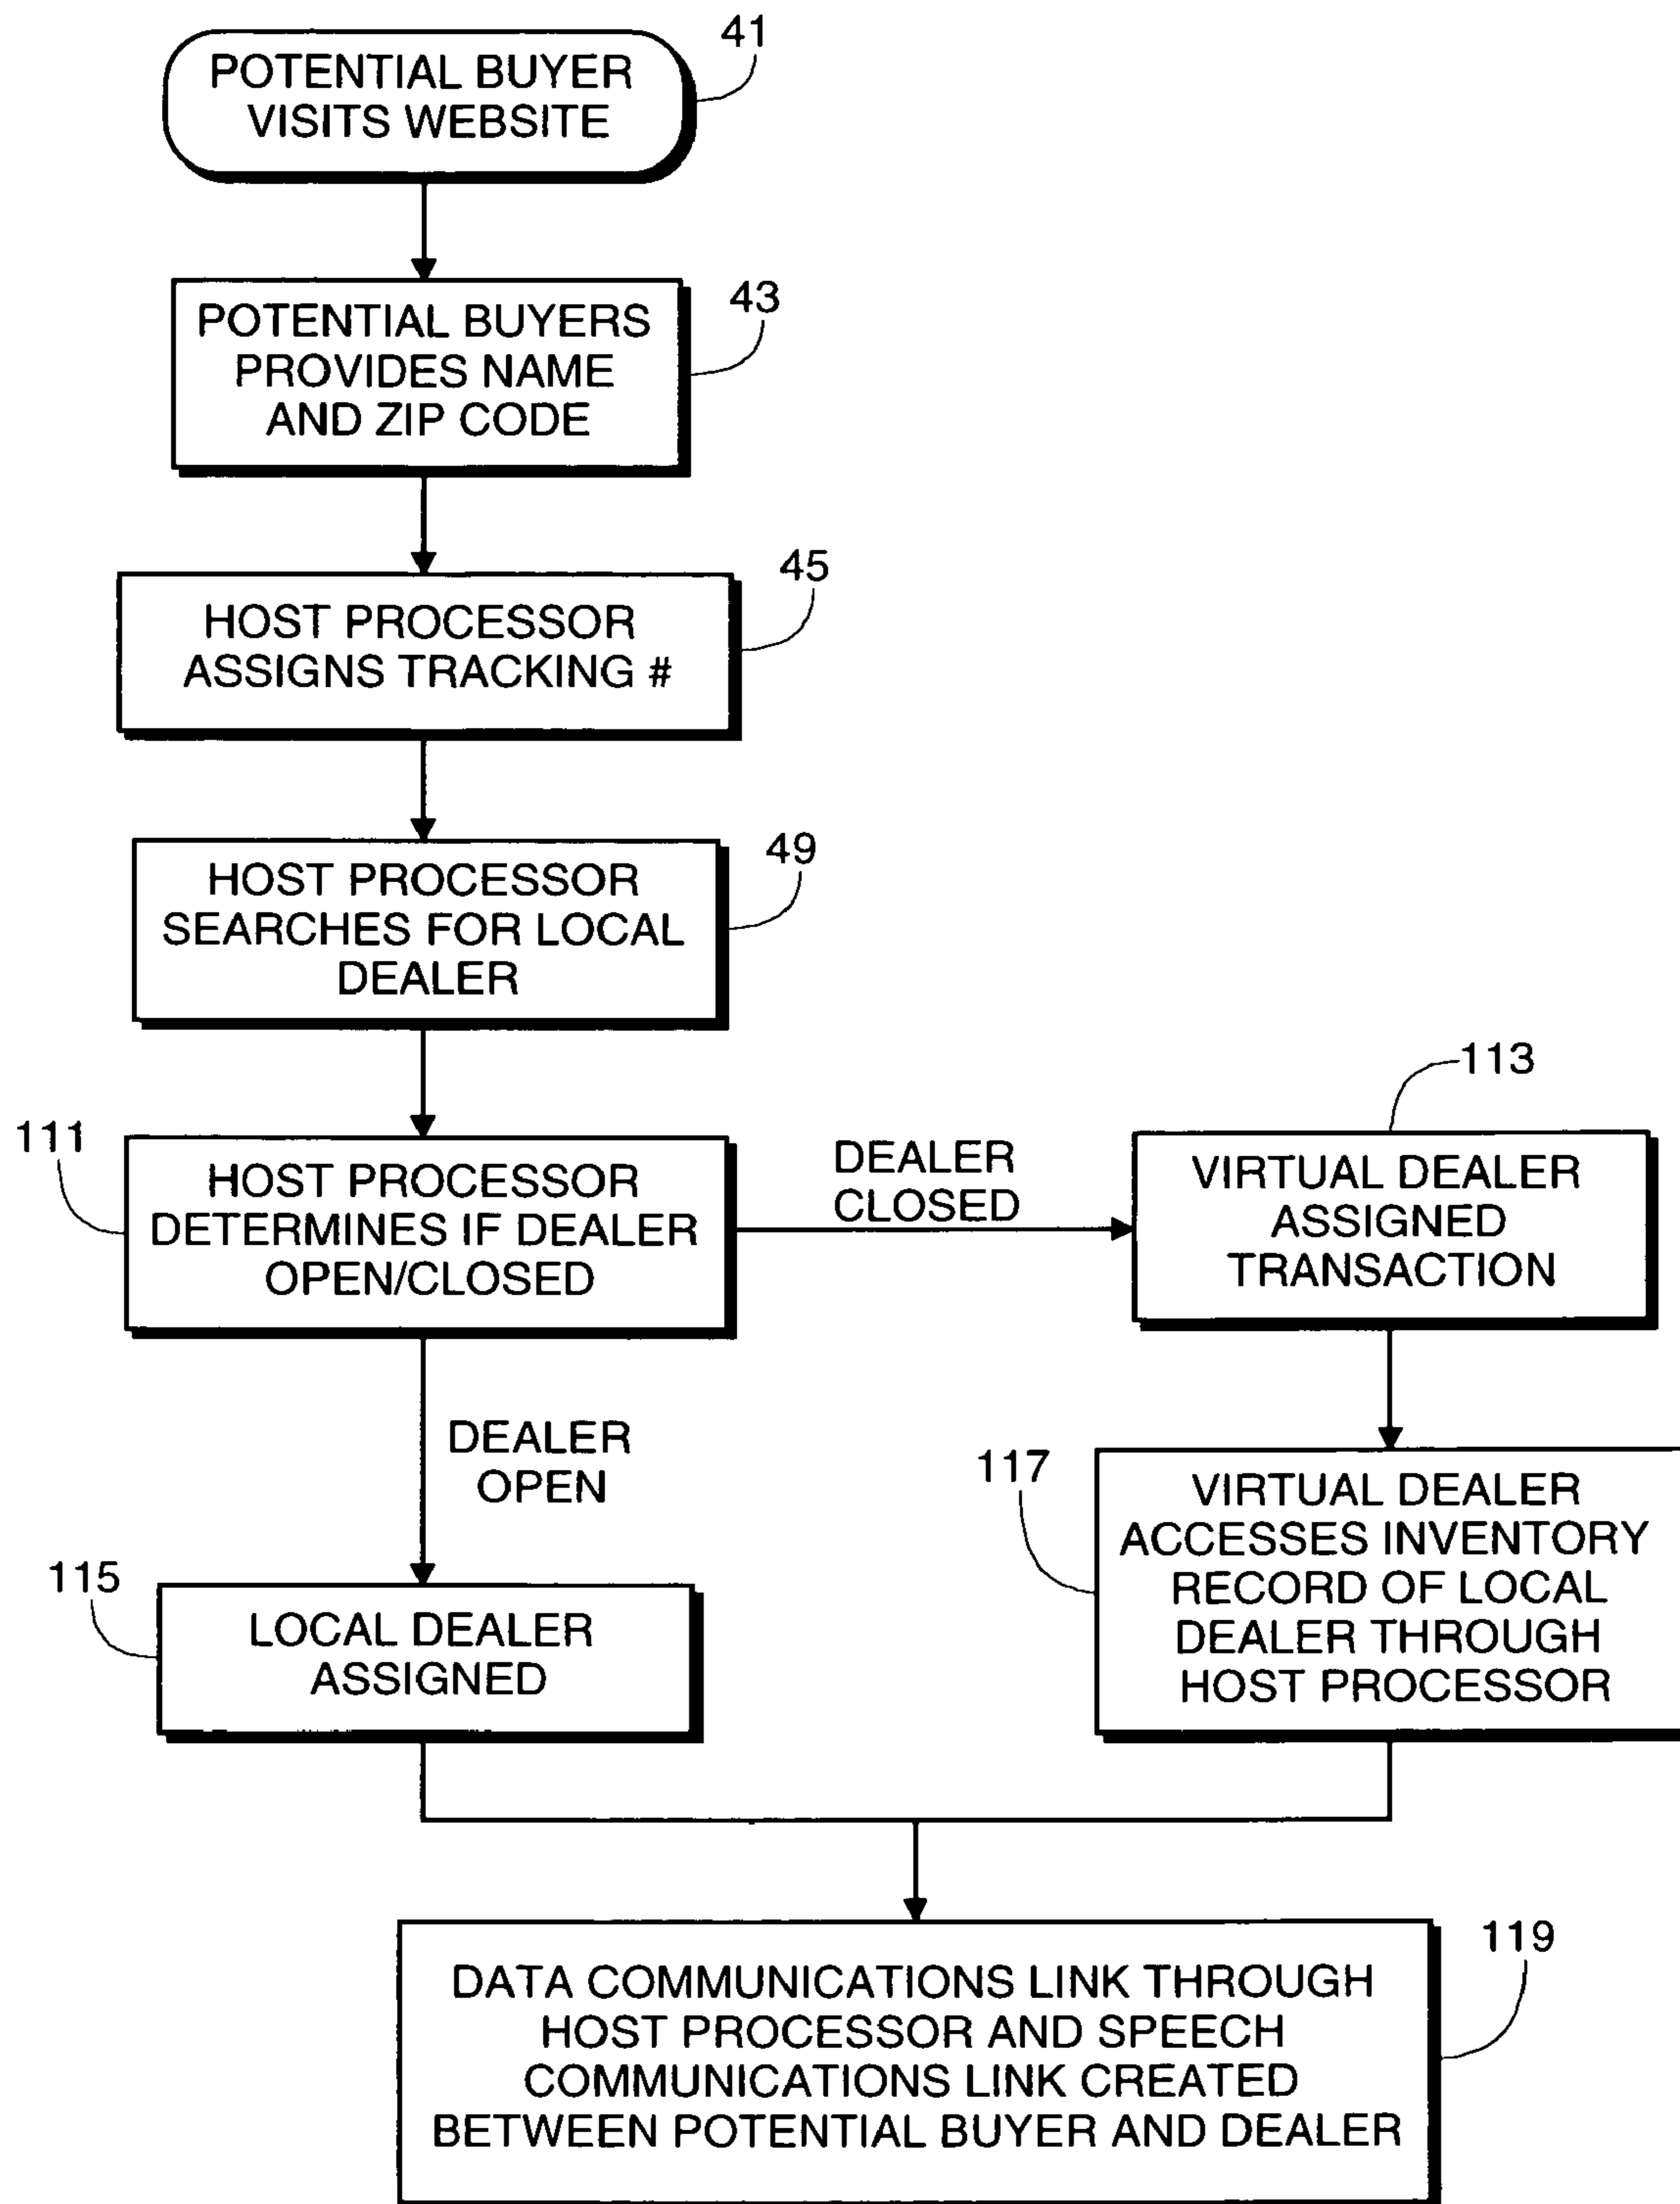 41
POTENTIAL BUYER
VISITS WEBSITE
43
POTENTIAL BUYERS
PROVIDES NAME
AND ZIP CODE
45
HOST PROCESSOR
ASSIGNS TRACKING #
49
HOST PROCESSOR
SEARCHES FOR LOCAL
DEALER
111
HOST PROCESSOR
DETERMINES IF DEALER
OPEN/CLOSED
DEALER
CLOSED
113
VIRTUAL DEALER
ASSIGNED
TRANSACTION
DEALER
OPEN
115
LOCAL DEALER
ASSIGNED
117
VIRTUAL DEALER
ACCESSES INVENTORY
RECORD OF LOCAL
DEALER THROUGH
HOST PROCESSOR
119
DATA COMMUNICATIONS LINK THROUGH
HOST PROCESSOR AND SPEECH
COMMUNICATIONS LINK CREATED
BETWEEN POTENTIAL BUYER AND DEALER